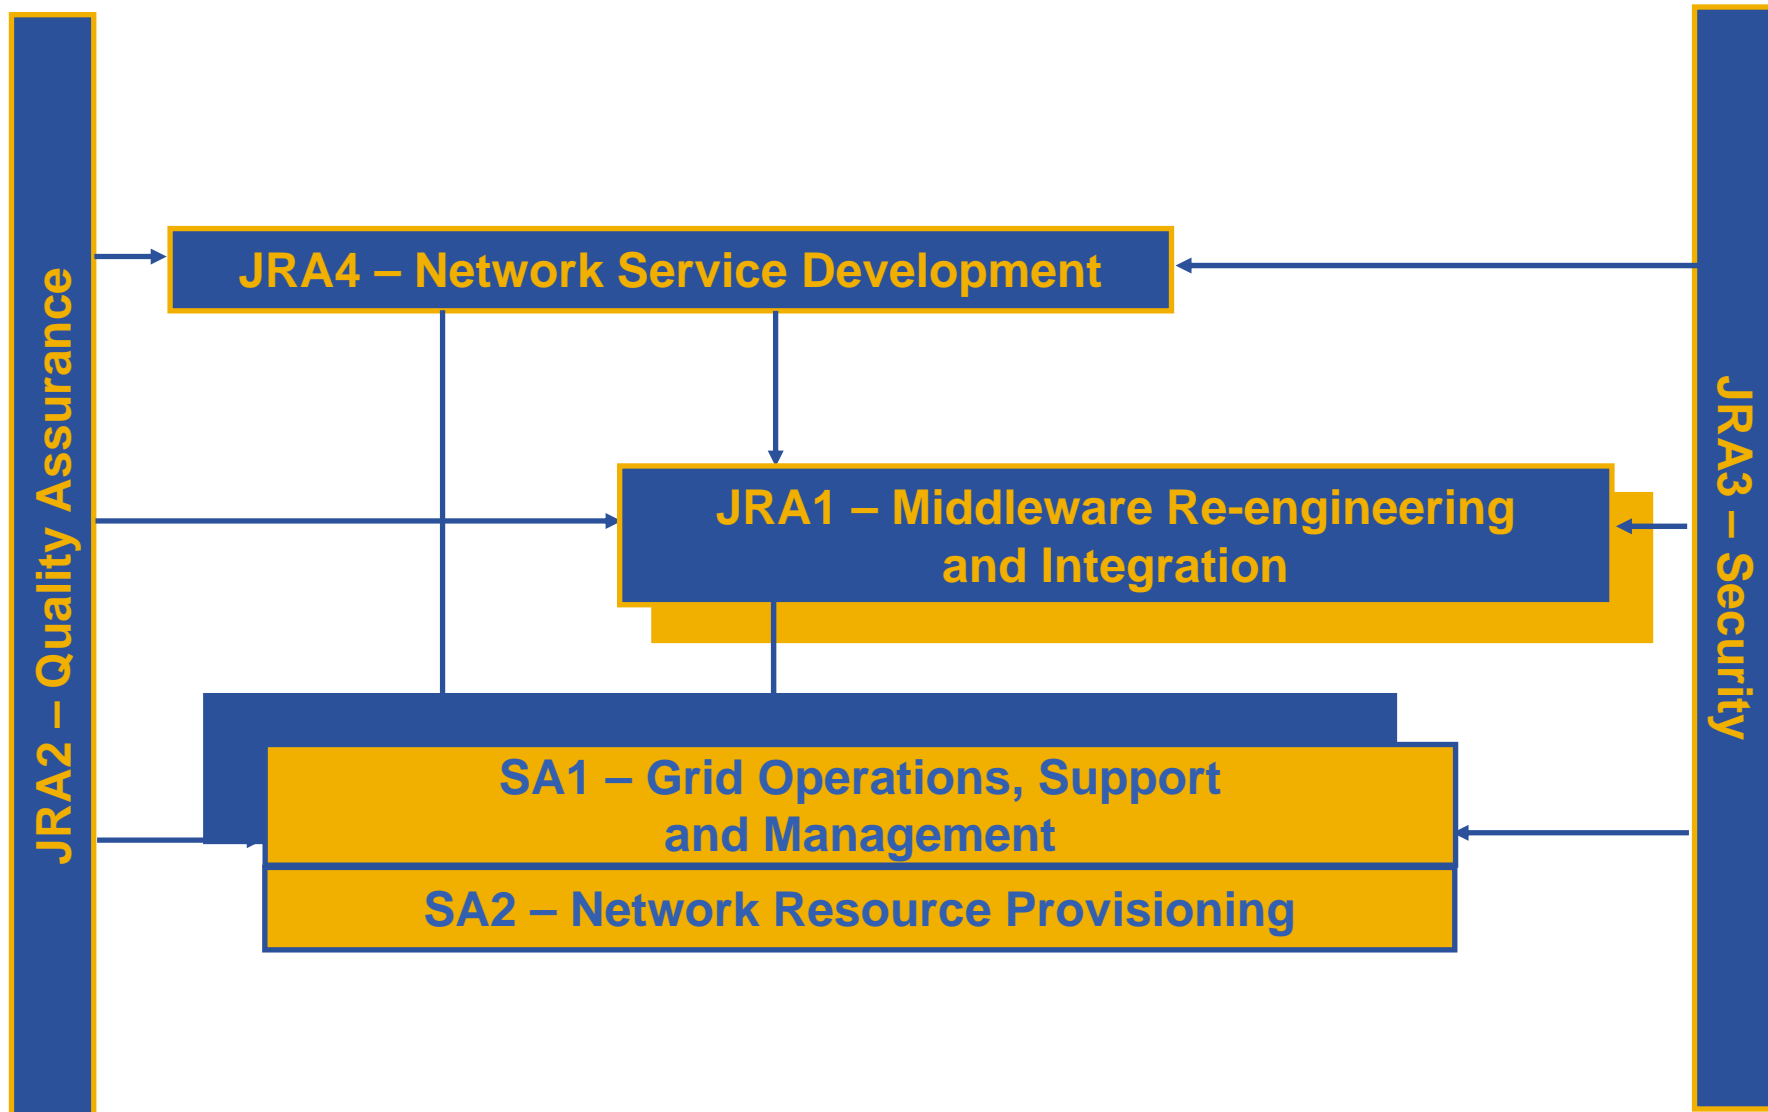 JRA2 – Quality Assurance
JRA4 – Network Service Development
JRA1 – Middleware Re-engineering
and Integration
SA1 – Grid Operations, Support
and Management
SA2 – Network Resource Provisioning
JRA3 – Security